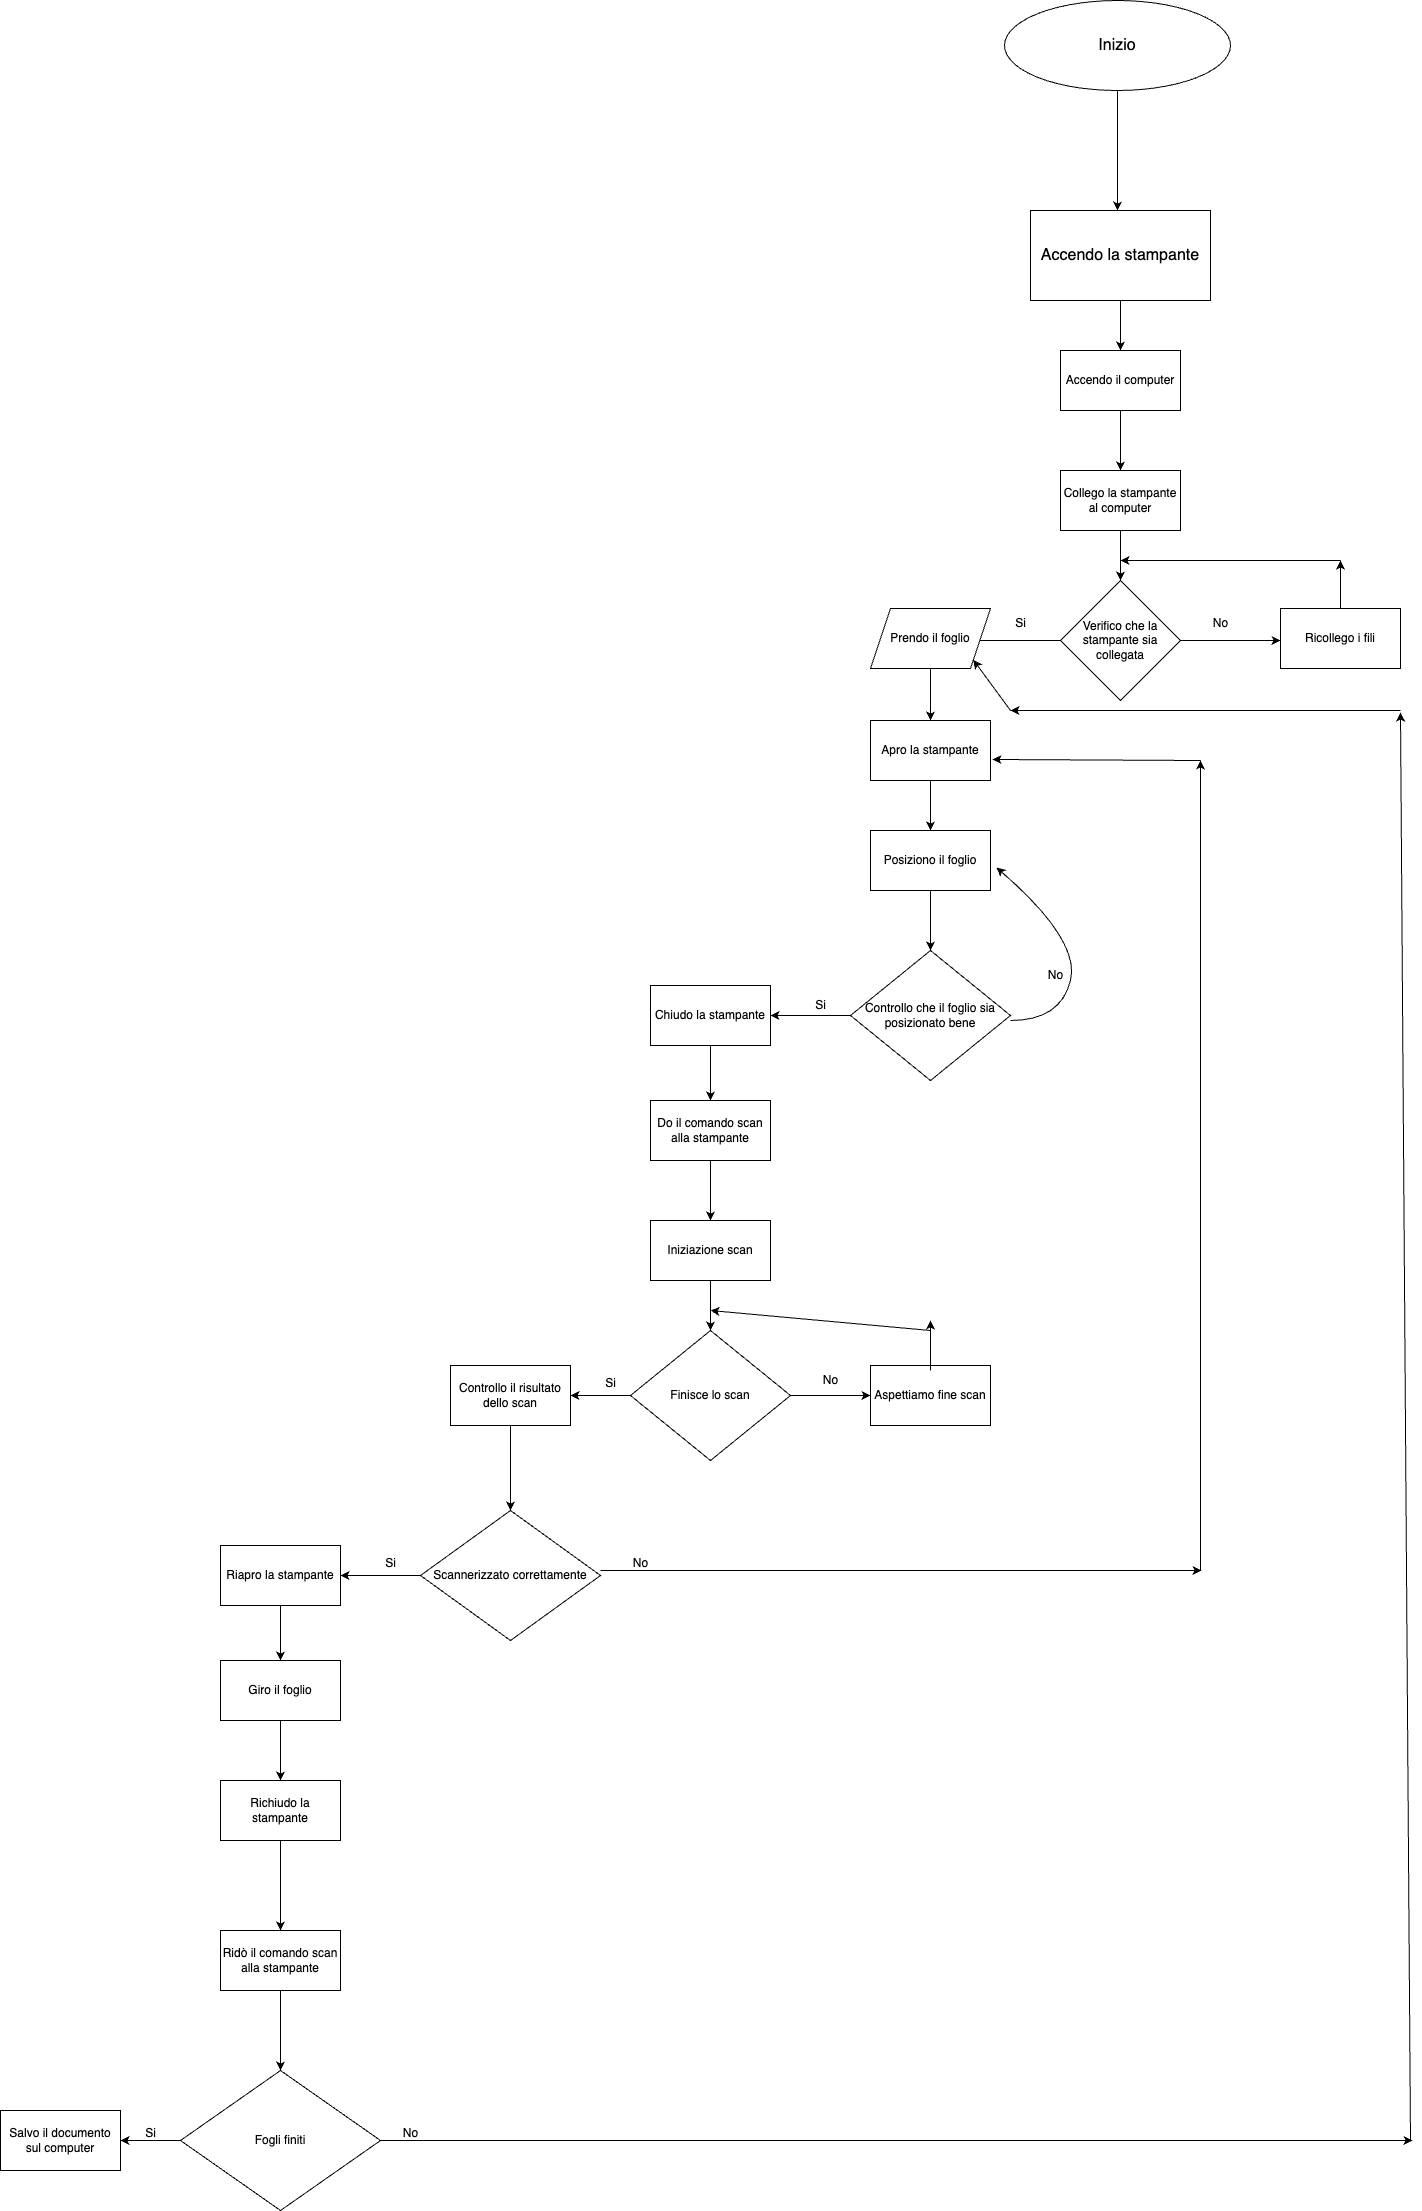 Inizio
Accendo la stampante
Accendo il computer
Collego la stampante
al computer
Prendo il foglio
Si
Verifico che la
stampante sia
collegata
No
Ricollego i fili
Apro la stampante
Posiziono il foglio
No
Chiudo la stampante
Si
Controllo che il foglio sia
posizionato bene
Do il comando scan
alla stampante
Iniziazione scan
Controllo il risultato
dello scan
Si
Finisce lo scan
No
Aspettiamo fine scan
Riapro la stampante
Si
Scannerizzato correttamente
No
Giro il foglio
Richiudo la
stampante
Ridò il comando scan
alla stampante
Salvo il documento
sul computer
Si
Fogli finiti
No